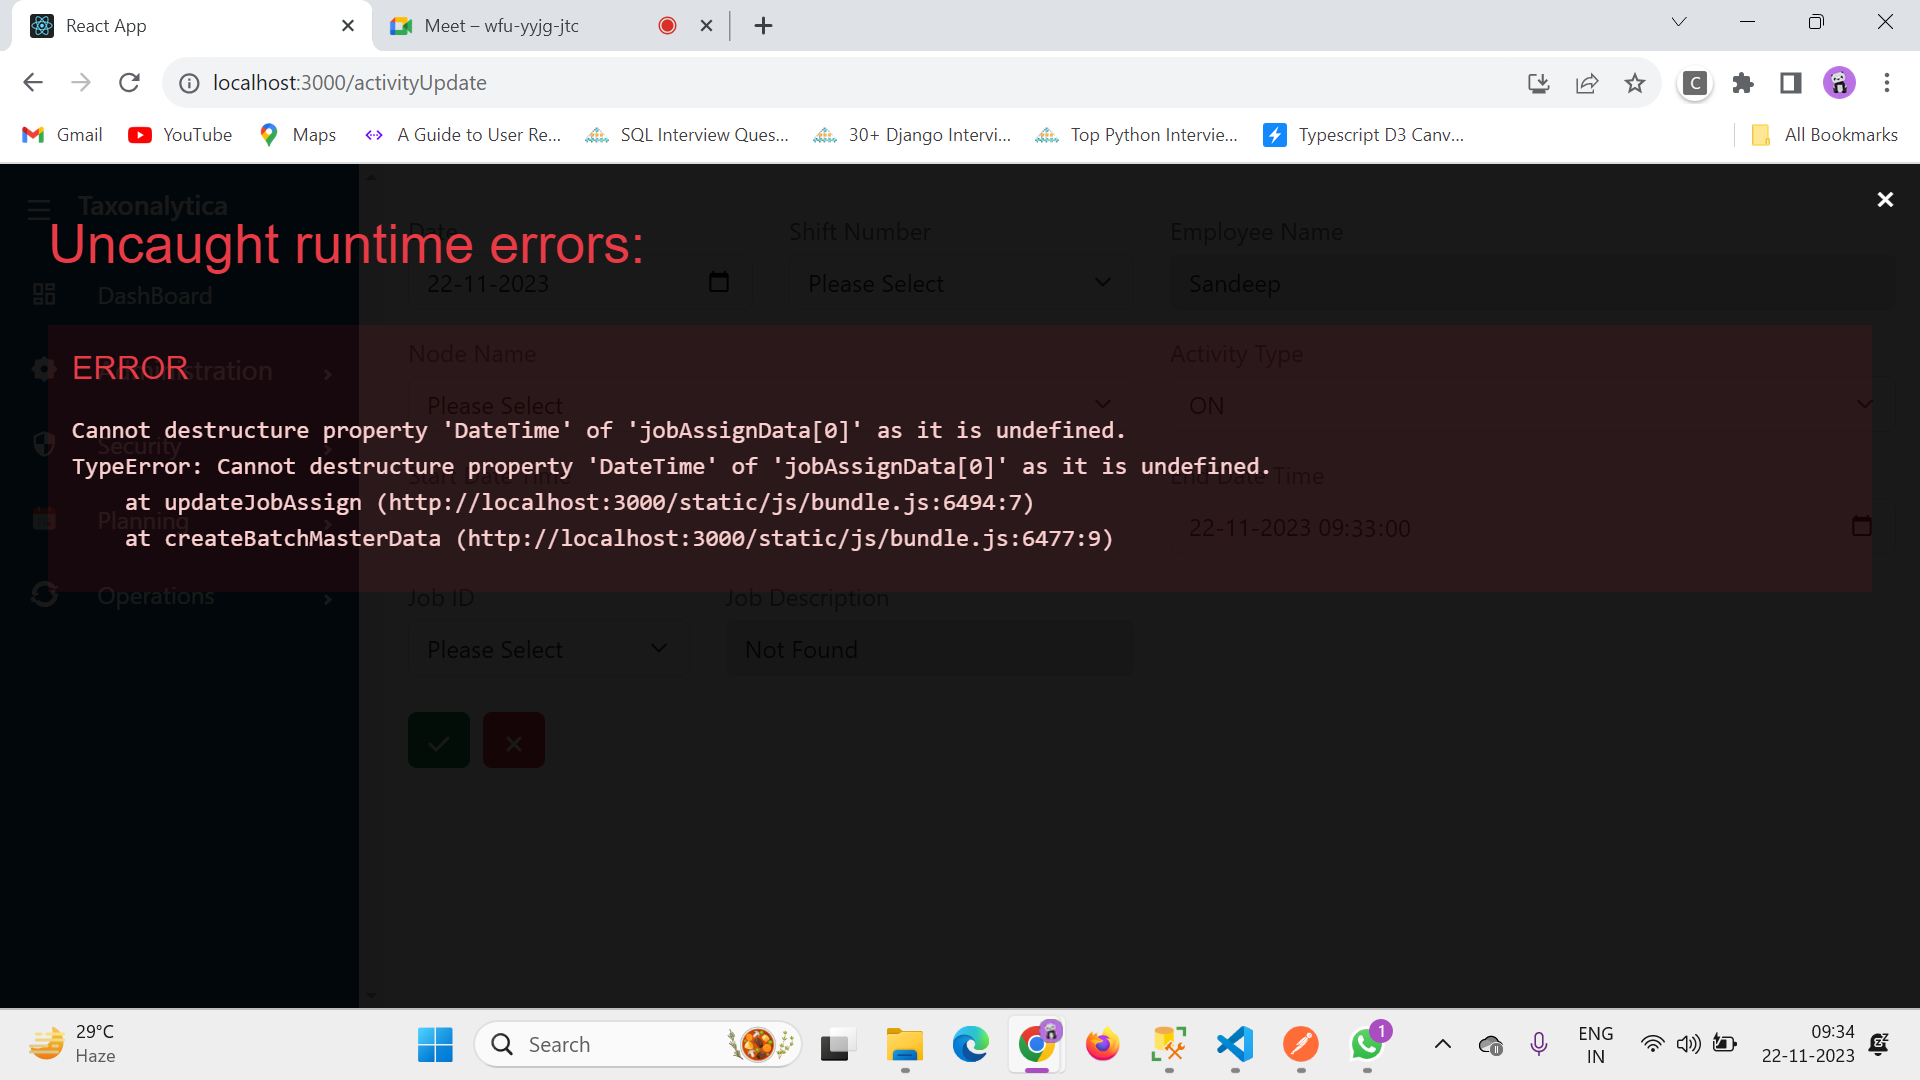 React App
Meet – wfu-yyjg-jtc
localhost:3000/activityUpdate
C
Gmail
YouTube
Maps
A Guide to User Re...
SQL Interview Ques...
30+ Django Intervi...
Top Python Intervie...
Typescript D3 Canv...
All Bookmarks
Taxonalytica
Date
Shift Number
Employee Name
Uncaught runtime errors:
22-11-2023
Please Select
Sandeep
DashBoard
Node Name
Activity Type
ERROR
Administration
Please Select
ON
Cannot destructure property 'DateTime' of 'jobAssignData[0]' as it is undefined.
Security
TypeError: Cannot destructure property 'DateTime' of 'jobAssignData[0]' as it is undefined.
Start Date Time
End Date Time
at updateJobAssign (http://localhost:3000/static/js/bundle.js:6494:7)
Planning
22-11-2023 09:33:00
at createBatchMasterData (http://localhost:3000/static/js/bundle.js:6477:9)
Operations
Job ID
Job Description
Please Select
Not Found
29°C
Haze
Search
1
ENG
IN
09:34
22-11-2023